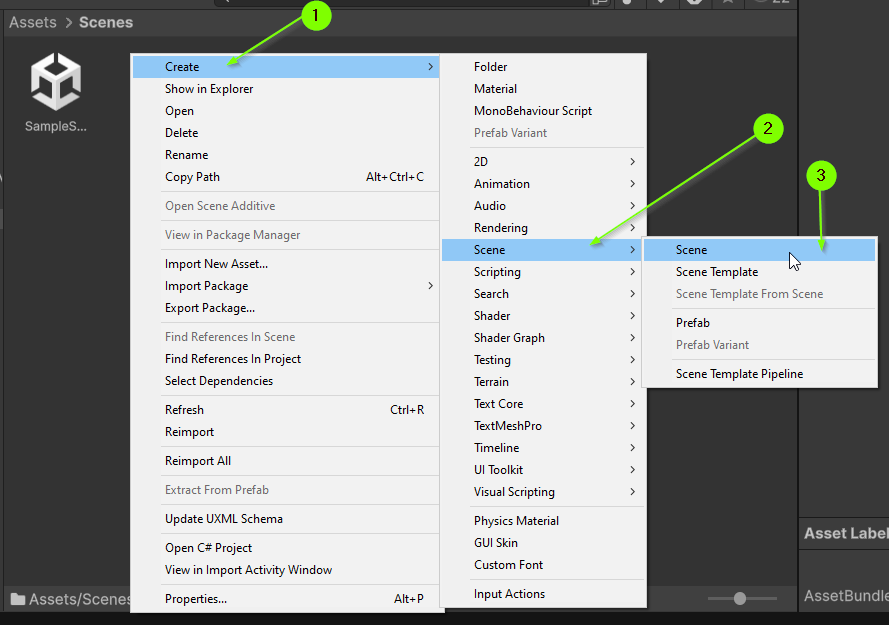 22
Assets > Scenes
1
SampleS...
Create
Show in Explorer
Open
Delete
Rename
Copy Path Alt+Ctrl+C
Open Scene Additive
View in Package Manager
Import New Asset...
Import Package
Export Package...
Find References In Scene
Find References In Project
Select Dependencies
Refresh Ctrl+R
Reimport
Reimport All
Extract From Prefab
Update UXML Schema
Open C# Project
View in Import Activity Window
Properties... Alt+P
Folder
Material
MonoBehaviour Script
Prefab Variant
2D
Animation
Audio
Rendering
Scene
Scripting
Search
Shader
Shader Graph
Testing
Terrain
Text Core
TextMeshPro
Timeline
UI Toolkit
Visual Scripting
Physics Material
GUI Skin
Custom Font
Input Actions
2
3
Scene
Scene Template
Scene Template From Scene
Prefab
Prefab Variant
Scene Template Pipeline
Asset Label
Assets/Scenes
AssetBundle